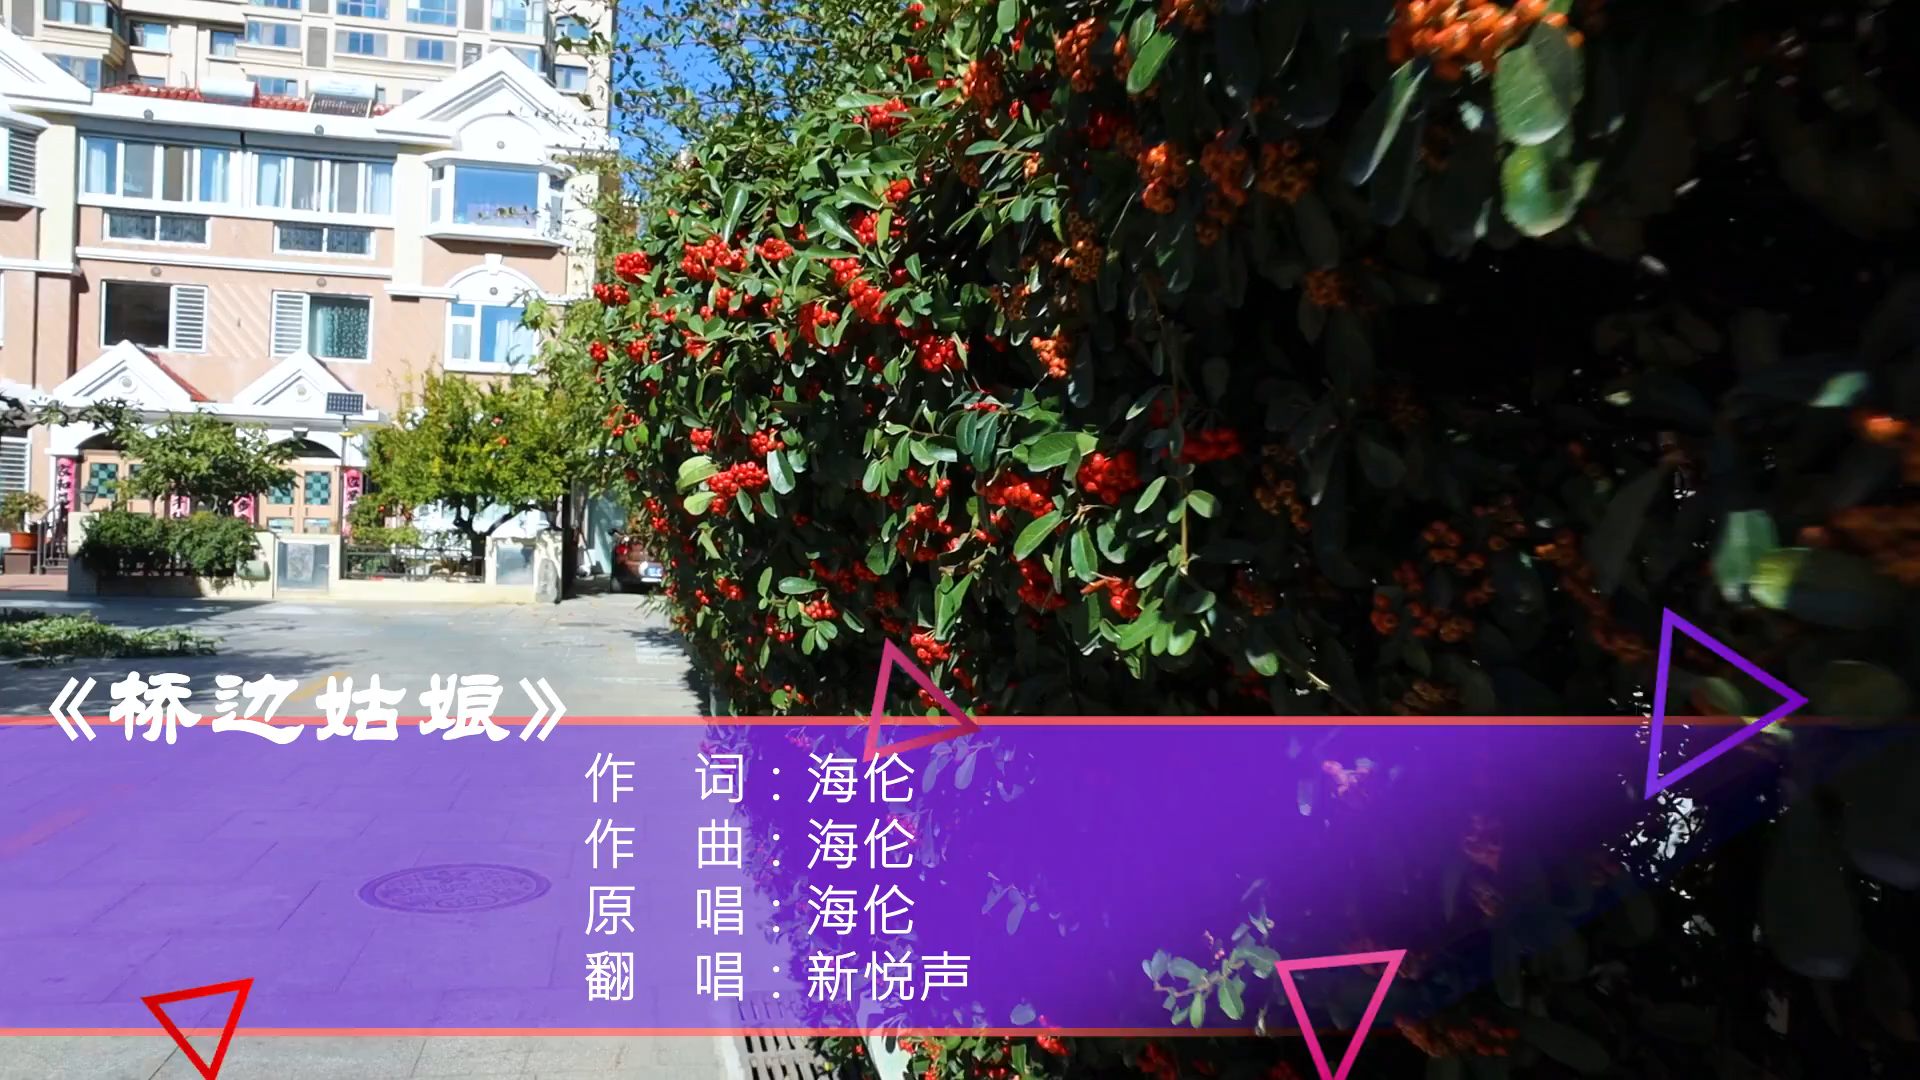 《桥边姑娘》
作 词：海伦
作 曲：海伦
原 唱：海伦
翻 唱：新悦声